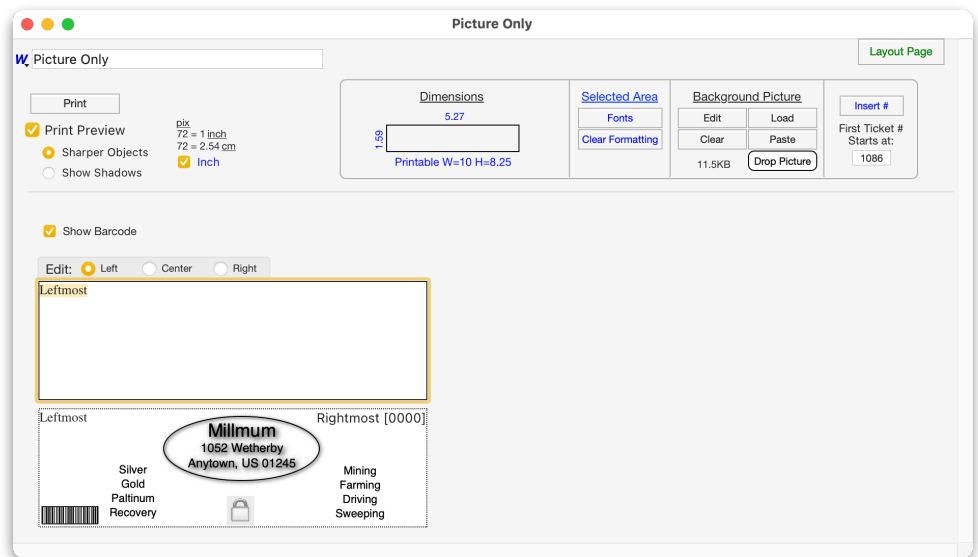 Picture Only
W Picture Only
Layout Page
Print
Print Preview
Sharper Objects
Show Shadows
pix
72 = 1 inch
72 = 2.54 cm
Inch
Dimensions
5.27
1.59
Printable W=10 H=8.25
Selected Area
Fonts
Clear Formatting
Background Picture
Edit Load
Clear Paste
11.5KB Drop Picture
Insert #
First Ticket #
Starts at:
1086
Show Barcode
Edit: Left Center Right
Leftmost
Leftmost
Rightmost [0000]
Millmum
1052 Wetherby
Anytown, US 01245
Silver
Gold
Paltinum
Recovery
Mining
Farming
Driving
Sweeping